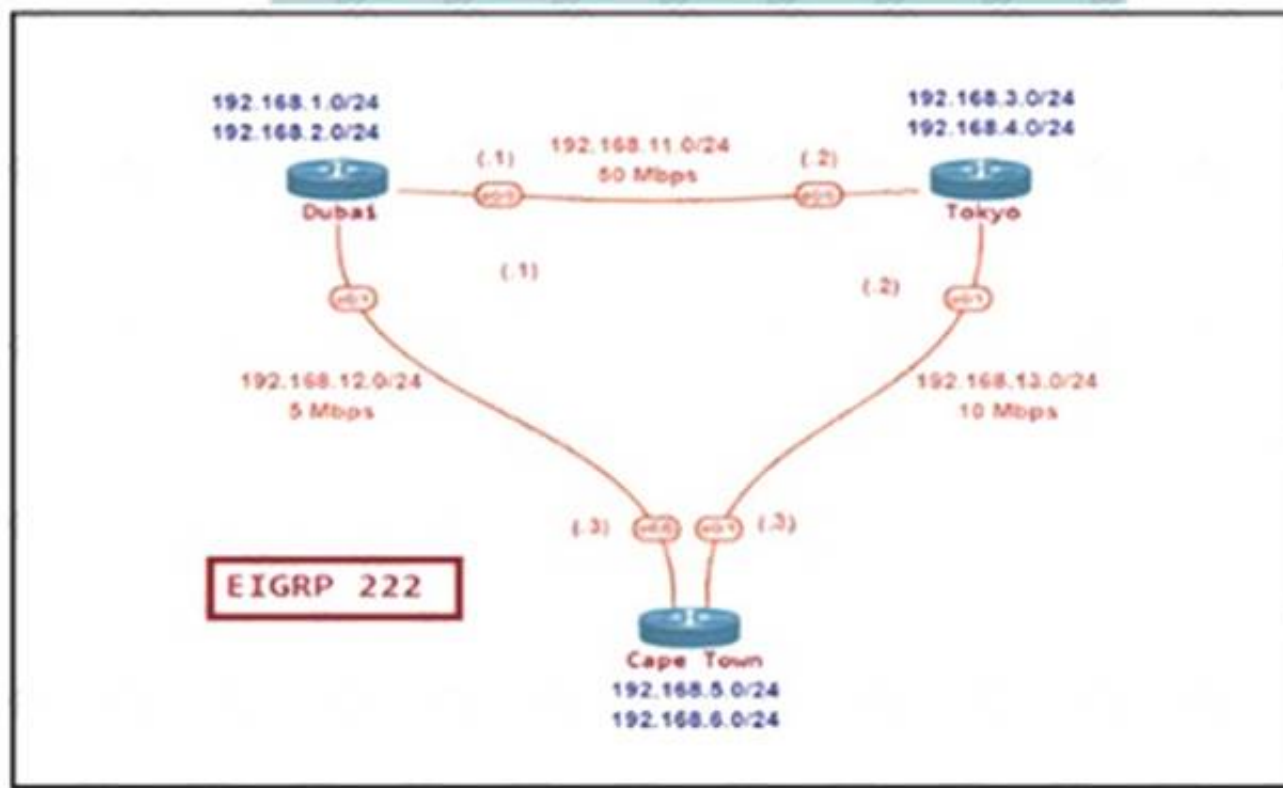 192.168.1.0/24
192.168.2.0/24
192.168.3.0/24
192.168.4.0/24
(.1)
192.168.11.0/24
50 Mbps
(.2)
Dubai
Tokyo
(.1)
(.2)
192.168.12.0/24
5 Mbps
192.168.13.0/24
10 Mbps
(.3)
(.3)
EIGRP 222
Cape Town
192.168.5.0/24
192.168.6.0/24